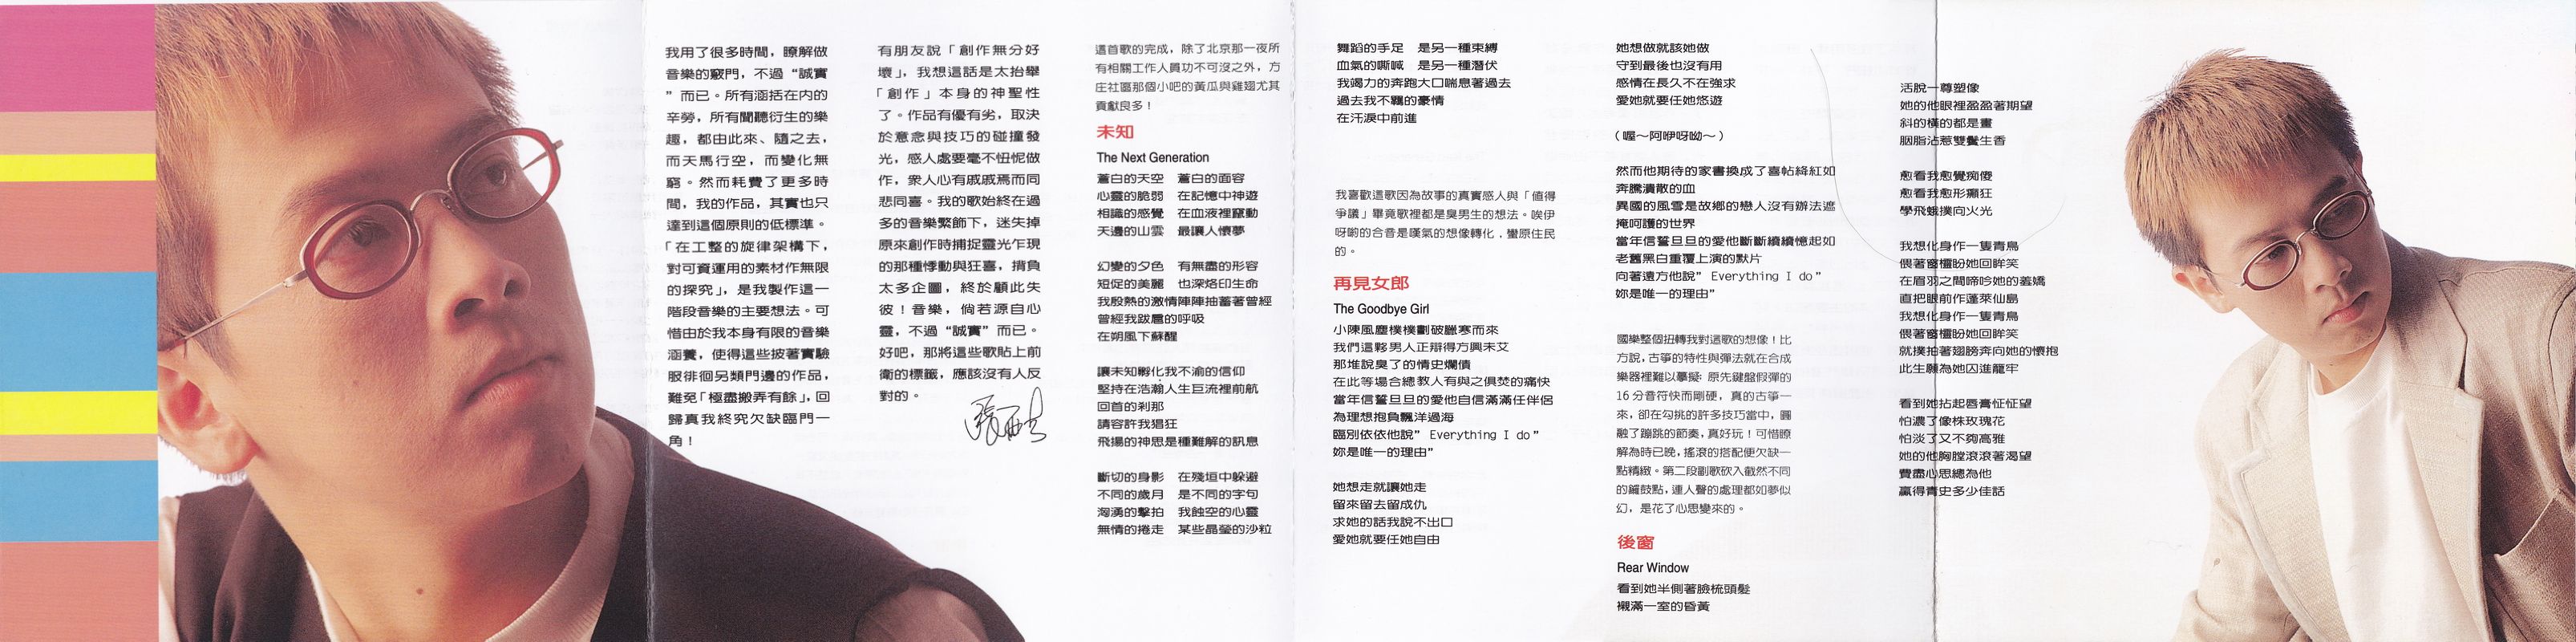 我用了很多時間，瞭解做
音樂的竅門，不過“誠實
”而已。所有涵括在內的
辛勞，所有聞聽衍生的樂
趣，都由此來、隨之去，
而天馬行空，而變化無
窮。然而耗費了更多時
間，我的作品，其實也只
達到這個原則的低標準。
「在工整的旋律架構下，
對可資運用的素材作無限
的探究」，是我製作這一
階段音樂的主要想法。可
惜由於我本身有限的音樂
涵養，使得這些披著實驗
服徘徊另類門邊的作品，
難免「極盡搬弄有餘」，回
歸真我終究欠缺臨門一
角！
有朋友說「創作無分好
壞」，我想這話是太抬舉
「創作」本身的神聖性
了。作品有優有劣，取決
於意念與技巧的碰撞發
光，感人處要毫不忸怩做
作，衆人心有戚戚焉而同
悲同喜。我的歌始終在過
多的音樂繁飾下，迷失掉
原來創作時捕捉靈光乍現
的那種悸動與狂喜，揹負
太多企圖，終於顧此失
彼！音樂，倘若源自心
靈，不過“誠實”而已。
好吧，那將這些歌貼上前
衛的標籤，應該沒有人反
對的。
這首歌的完成，除了北京那一夜所
有相關工作人員功不可沒之外，方
庄社區那個小吧的黃瓜與雞翅尤其
貢獻良多！
未知
The Next Generation
蒼白的天空　蒼白的面容
心靈的脆弱　在記憶中神遊
相識的感覺　在血液裡竄動
天邊的山雲　最讓人懷夢
幻變的夕色　有無盡的形容
短促的美麗　也深烙印生命
我殷熱的激情陣陣抽蓄著曾經
曾經我跋扈的呼吸
在朔風下蘇醒
讓未知孵化我不渝的信仰
堅持在浩瀚人生巨流裡前航
回首的剎那
請容許我猖狂
飛揚的神思是種難解的訊息
斷切的身影　在殘垣中躲避
不同的歲月　是不同的字句
洶湧的擊拍　我蝕空的心靈
無情的捲走　某些晶瑩的沙粒
舞蹈的手足　是另一種束縛
血氣的嘶喊　是另一種潛伏
我竭力的奔跑大口喘息著過去
過去我不羈的豪情
在汗淚中前進
我喜歡這歌因為故事的真實感人與「值得
爭議」畢竟歌裡都是臭男生的想法。唉伊
呀喲的合音是嘆氣的想像轉化．蠻原住民
的。
再見女郎
The Goodbye Girl
小陳風塵樸樸劃破臘寒而來
我們這夥男人正辯得方興未艾
那堆說臭了的情史爛債
在此等場合總教人有與之俱焚的痛快
當年信誓旦旦的愛他自信滿滿任伴侶
為理想抱負飄洋過海
臨別依依他說”Everything I do”
妳是唯一的理由”
她想走就讓她走
留來留去留成仇
求她的話我說不出口
愛她就要任她自由
她想做就該她做
守到最後也沒有用
感情在長久不在強求
愛她就要任她悠遊
（喔～阿咿呀呦～）
然而他期待的家書換成了喜帖絳紅如
奔騰潰散的血
異國的風雪是故鄉的戀人沒有辦法遮
掩呵護的世界
當年信誓旦旦的愛他斷斷續續憶起如
老舊黑白重覆上演的默片
向著遠方他說”Everything I do”
妳是唯一的理由”
國樂整個扭轉我對這歌的想像！比
方說，古箏的特性與彈法就在合成
樂器裡難以摹擬：原先鍵盤假彈的
16分音符快而剛硬，真的古箏一
來，卻在勾挑的許多技巧當中，圓
融了蹦跳的節奏，真好玩！可惜瞭
解為時已晚，搖滾的搭配便欠缺一
點精緻。第二段劃歌砍入截然不同
的鑼鼓點，連人聲的處理都如夢似
幻，是花了心思變來的。
後窗
Rear Window
看到她半側著臉梳頭髮
襯滿一室的昏黃
活脫一尊塑像
她的他眼裡盈盈著期望
斜的橫的都是畫
胭脂沾惹雙鬢生香
愈看我愈覺痴傻
愈看我愈形癲狂
學飛蛾撲向火光
我想化身作一隻青鳥
偎著窗檯盼她回眸笑
在眉羽之間啼吟她的羞嬌
直把眼前作蓬萊仙島
我想化身作一隻青鳥
偎著窗檯盼她回眸笑
就撲拍著翅膀奔向她的懷抱
此生願為她囚進籠牢
看到她拈起唇膏怔怔望
怕濃了像株玫瑰花
怕淡了又不夠高雅
她的他胸膛滾滾著渴望
費盡心思總為他
贏得青史多少佳話